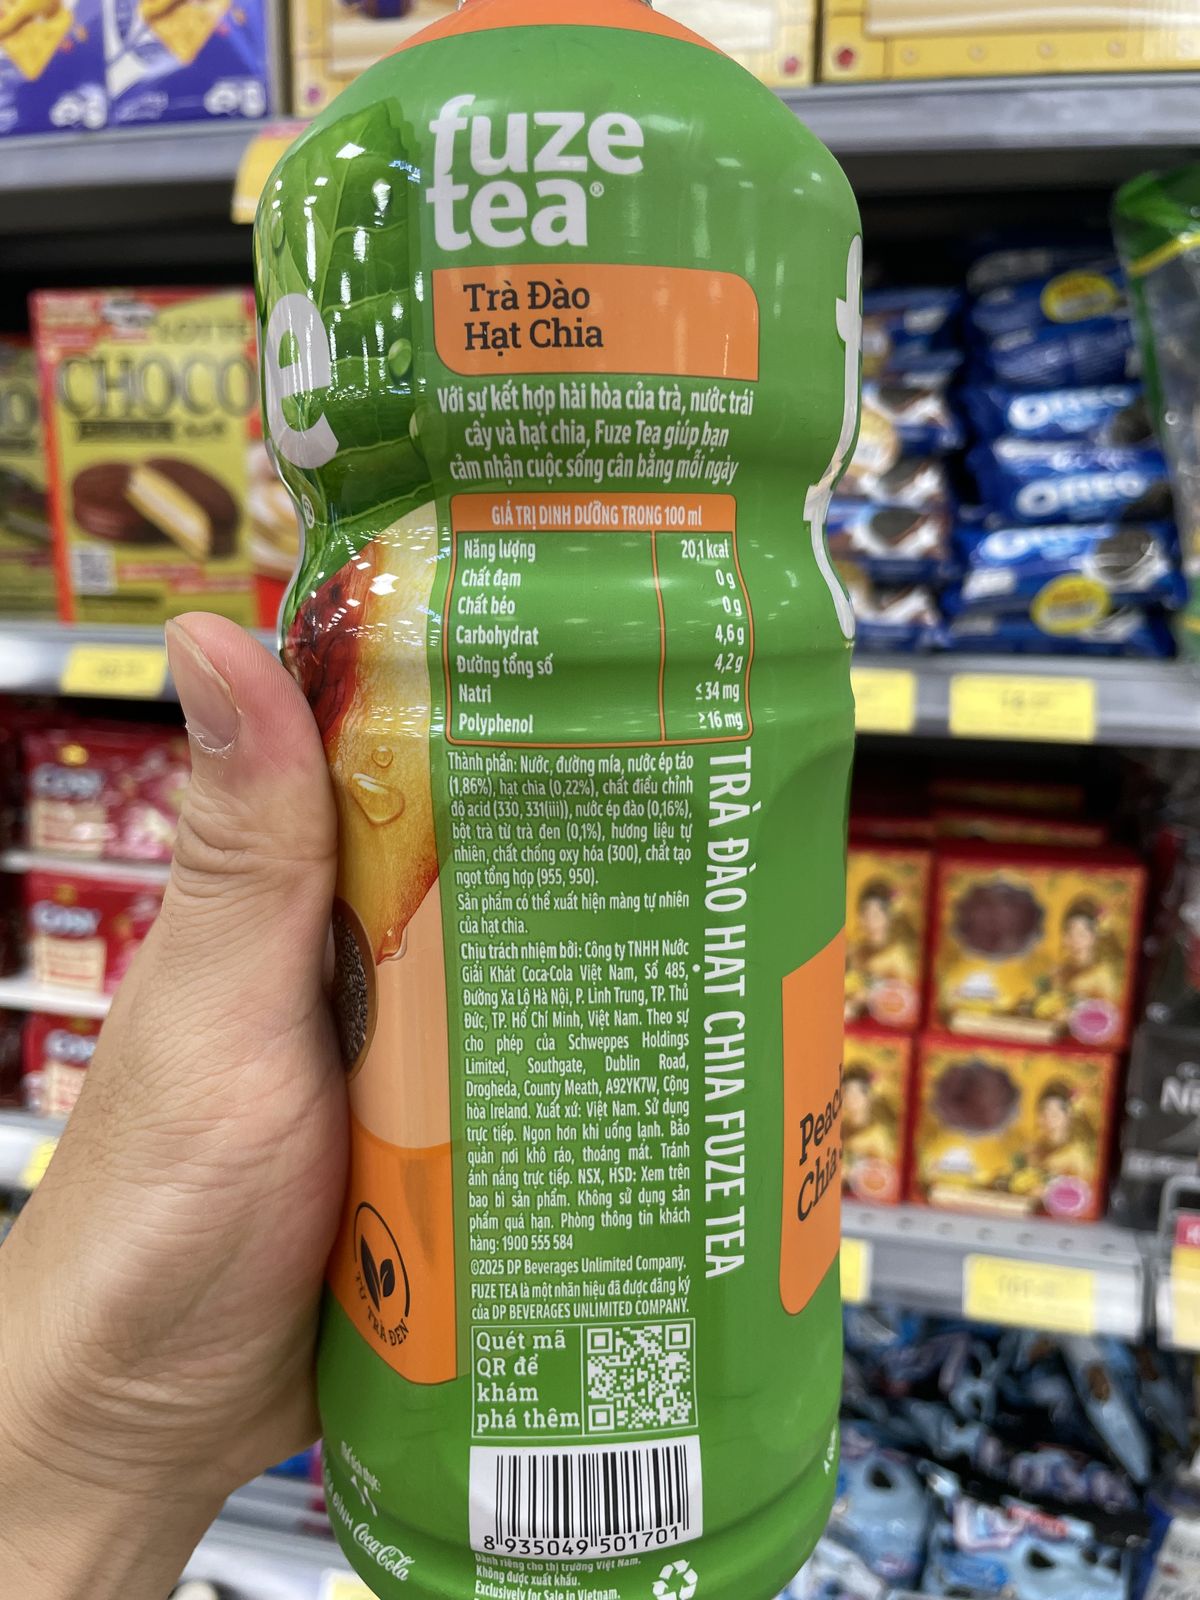 fuze
tea®
Trà Đào
Hạt Chia
Với sự kết hợp hài hòa của trà, nước trái
cây và hạt chia, Fuze Tea giúp bạn
cảm nhận cuộc sống cân bằng mỗi ngày
GIÁ TRỊ DINH DƯỠNG TRONG 100 ml
Năng lượng 20,1 kcal
Chất đạm 0 g
Chất béo 0 g
Carbohydrat 4,6 g
Đường tổng số 4,2 g
Natri ≤ 34 mg
Polyphenol ≥ 16 mg
Thành phần: Nước, đường mía, nước ép táo
(1,86%), hạt chia (0,22%), chất điều chỉnh
độ acid (330, 331(iii)), nước ép đào (0,16%),
bột trà từ trà đen (0,1%), hương liệu tự
nhiên, chất chống oxy hóa (300), chất tạo
ngọt tổng hợp (955, 950).
Sản phẩm có thể xuất hiện màng tự nhiên
của hạt chia.
Chịu trách nhiệm bởi: Công ty TNHH Nước
Giải Khát Coca-Cola Việt Nam, Số 485,
Đường Xa Lộ Hà Nội, P. Linh Trung, TP. Thủ
Đức, TP. Hồ Chí Minh, Việt Nam. Theo sự
cho phép của Schweppes Holdings
Limited, Southgate, Dublin Road,
Drogheda, County Meath, A92YK7W, Cộng
hòa Ireland. Xuất xứ: Việt Nam. Sử dụng
trực tiếp. Ngon hơn khi uống lạnh. Bảo
quản nơi khô ráo, thoáng mát. Tránh
ánh nắng trực tiếp. NSX, HSD: Xem trên
bao bì sản phẩm. Không sử dụng sản
phẩm quá hạn. Phòng thông tin khách
hàng: 1900 555 584
©2025 DP Beverages Unlimited Company.
FUZE TEA là một nhãn hiệu đã được đăng ký
của DP BEVERAGES UNLIMITED COMPANY.
TRÀ ĐÀO HẠT CHIA FUZE TEA
Quét mã
QR để
khám
phá thêm
8 935049 501701
Dành riêng cho thị trường Việt Nam.
Không được xuất khẩu.
Exclusively for Sale in Vietnam.
TỪ TRÀ ĐEN
Thể tích thực:
Coca-Cola
e
f
t
Peac
Chia
LOTTE
CHOCO
OREO
OREO
Cosy
Cosy
Cosy